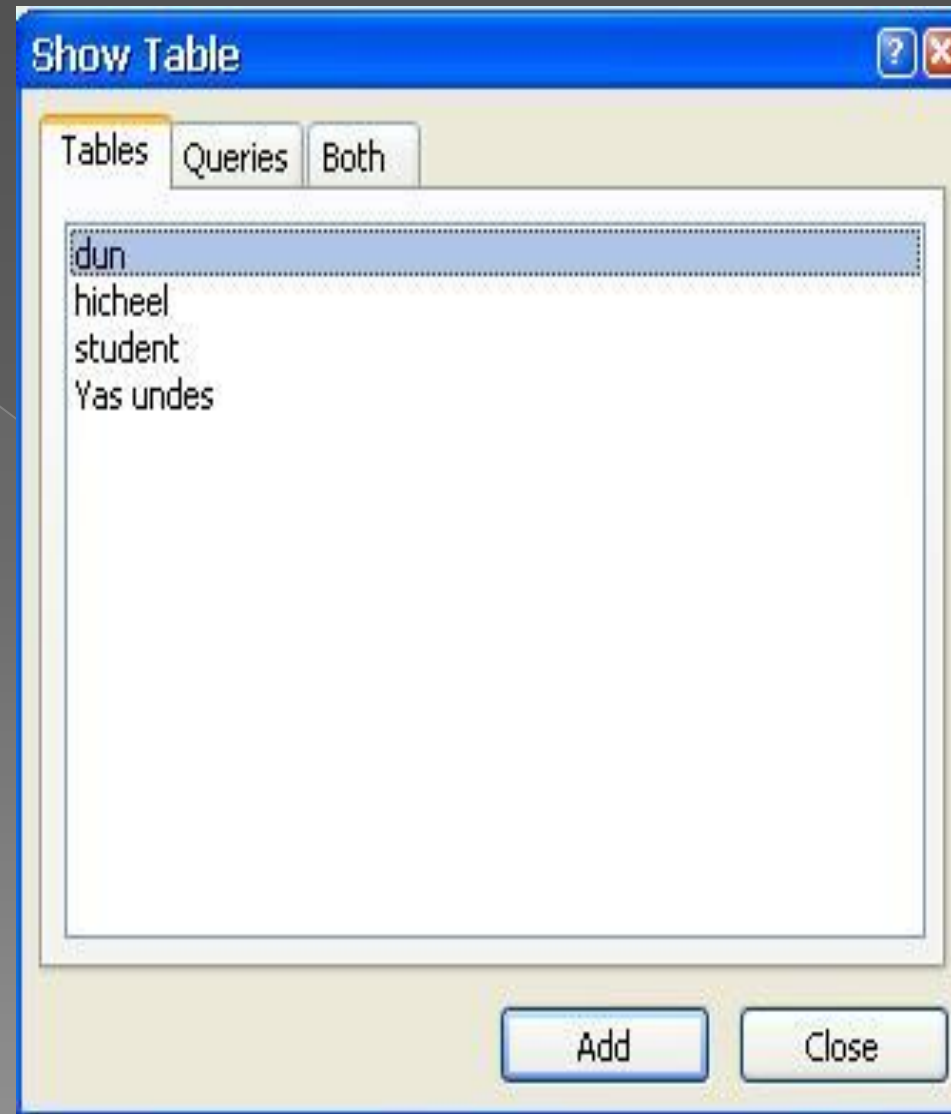 Show Table
Tables Queries Both
dun
hicheel
student
Yas undes
Add Close